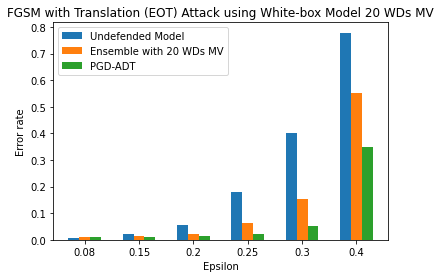 FGSM with Translation (EOT) Attack using White-box Model 20 WDs MV
Undefended Model
Ensemble with 20 WDs MV
PGD-ADT
Error rate
0.8
0.7
0.6
0.5
0.4
0.3
0.2
0.1
0.0
0.08 0.15 0.2 0.25 0.3 0.4
Epsilon